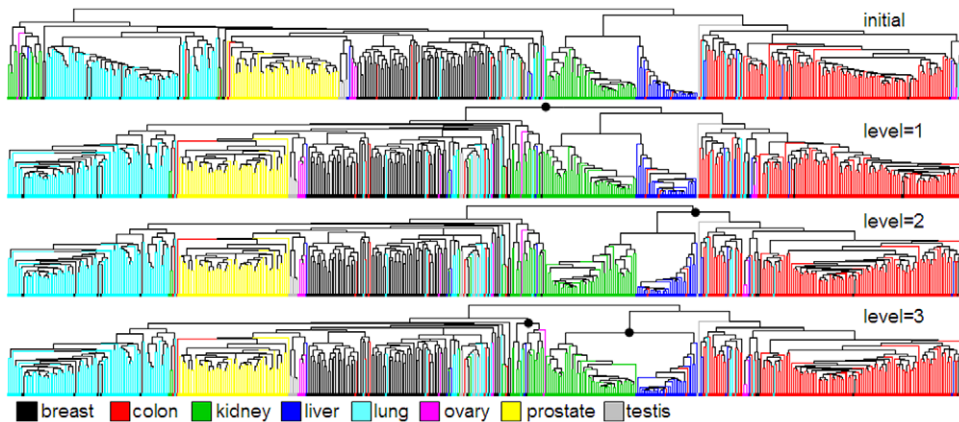 initial
level=1
level=2
level=3
breast colon kidney liver lung ovary prostate testis